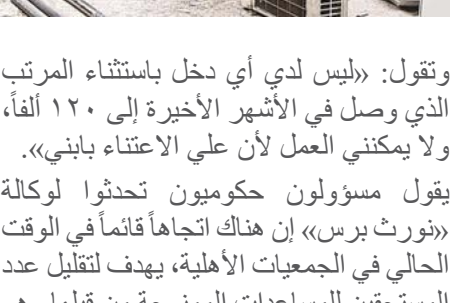 وتقول: «ليس لدي أي دخل باستثناء المرتب
الذي وصل في الأشهر الأخيرة إلى ١٢٠ ألفاً،
ولا يمكنني العمل لأن علي الاعتناء بابني».
يقول مسؤولون حكوميون تحدثوا لوكالة
«نورث برس» إن هناك اتجاهاً قائماً في الوقت
الحالي في الجمعيات الأهلية، يهدف لتقليل عدد